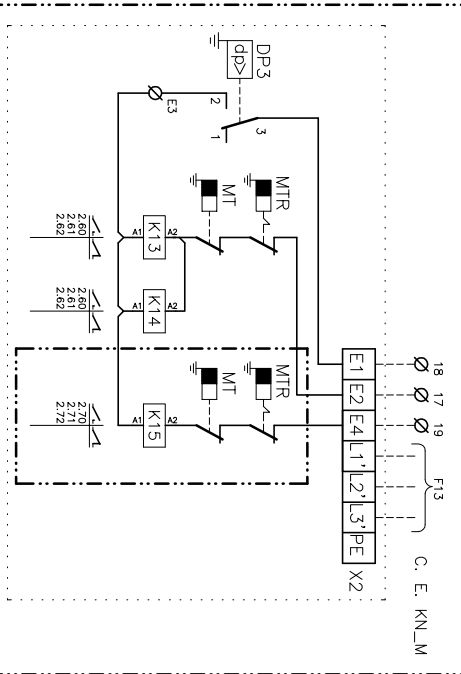 18
17
19
F13
C. E. KN_M
E1
E2
E4
L1'
L2'
L3'
PE
X2
DP3
dp>
3
2
1
E3
MTR
MT
MTR
MT
A2
K13
A1
A2
K14
A1
A2
K15
A1
2.60
2.61
2.62
2.60
2.61
2.62
2.70
2.71
2.72